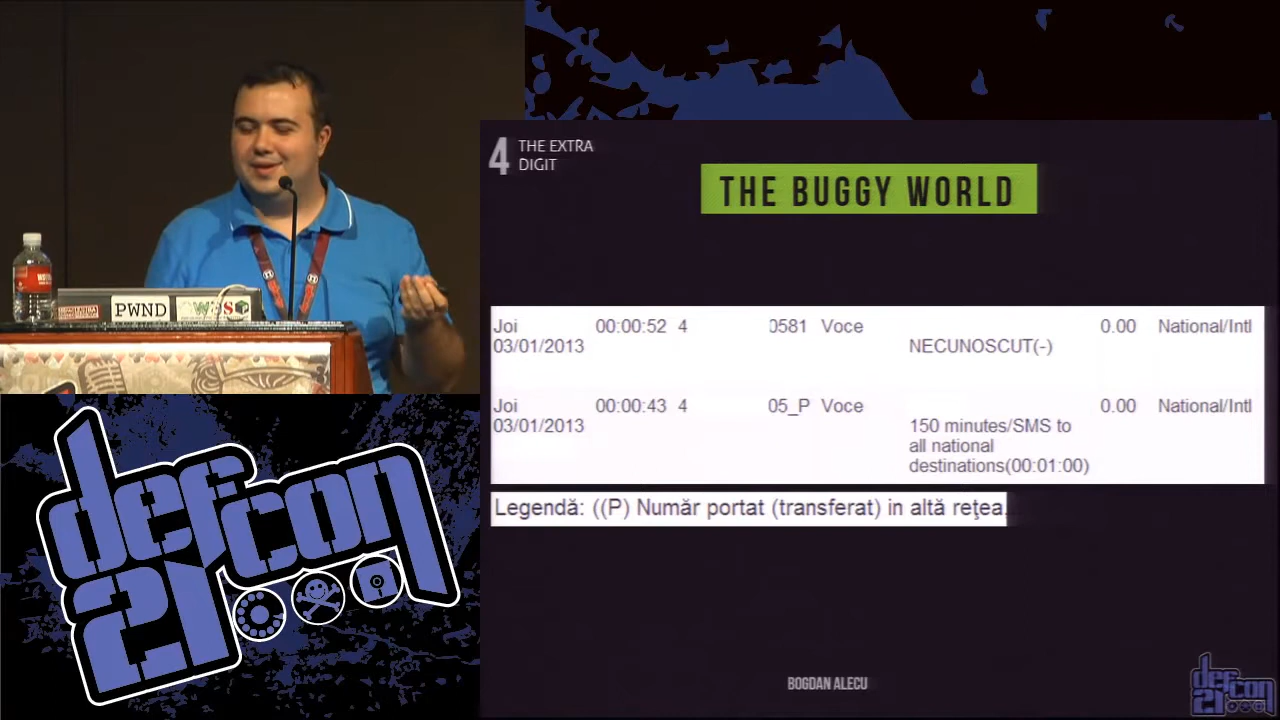 4 THE EXTRA
DIGIT
THE BUGGY WORLD
Joi 00:00:52 4 0581 Voce 0.00 National/Intl
03/01/2013 NECUNOSCUT(-)
Joi 00:00:43 4 05_P Voce 0.00 National/Intl
03/01/2013 150 minutes/SMS to
all national
destinations(00:01:00)
Legendă: ((P) Număr portat (transferat) in altă reţea.
PWND
defcon
21
BOGDAN ALECU
defcon
21